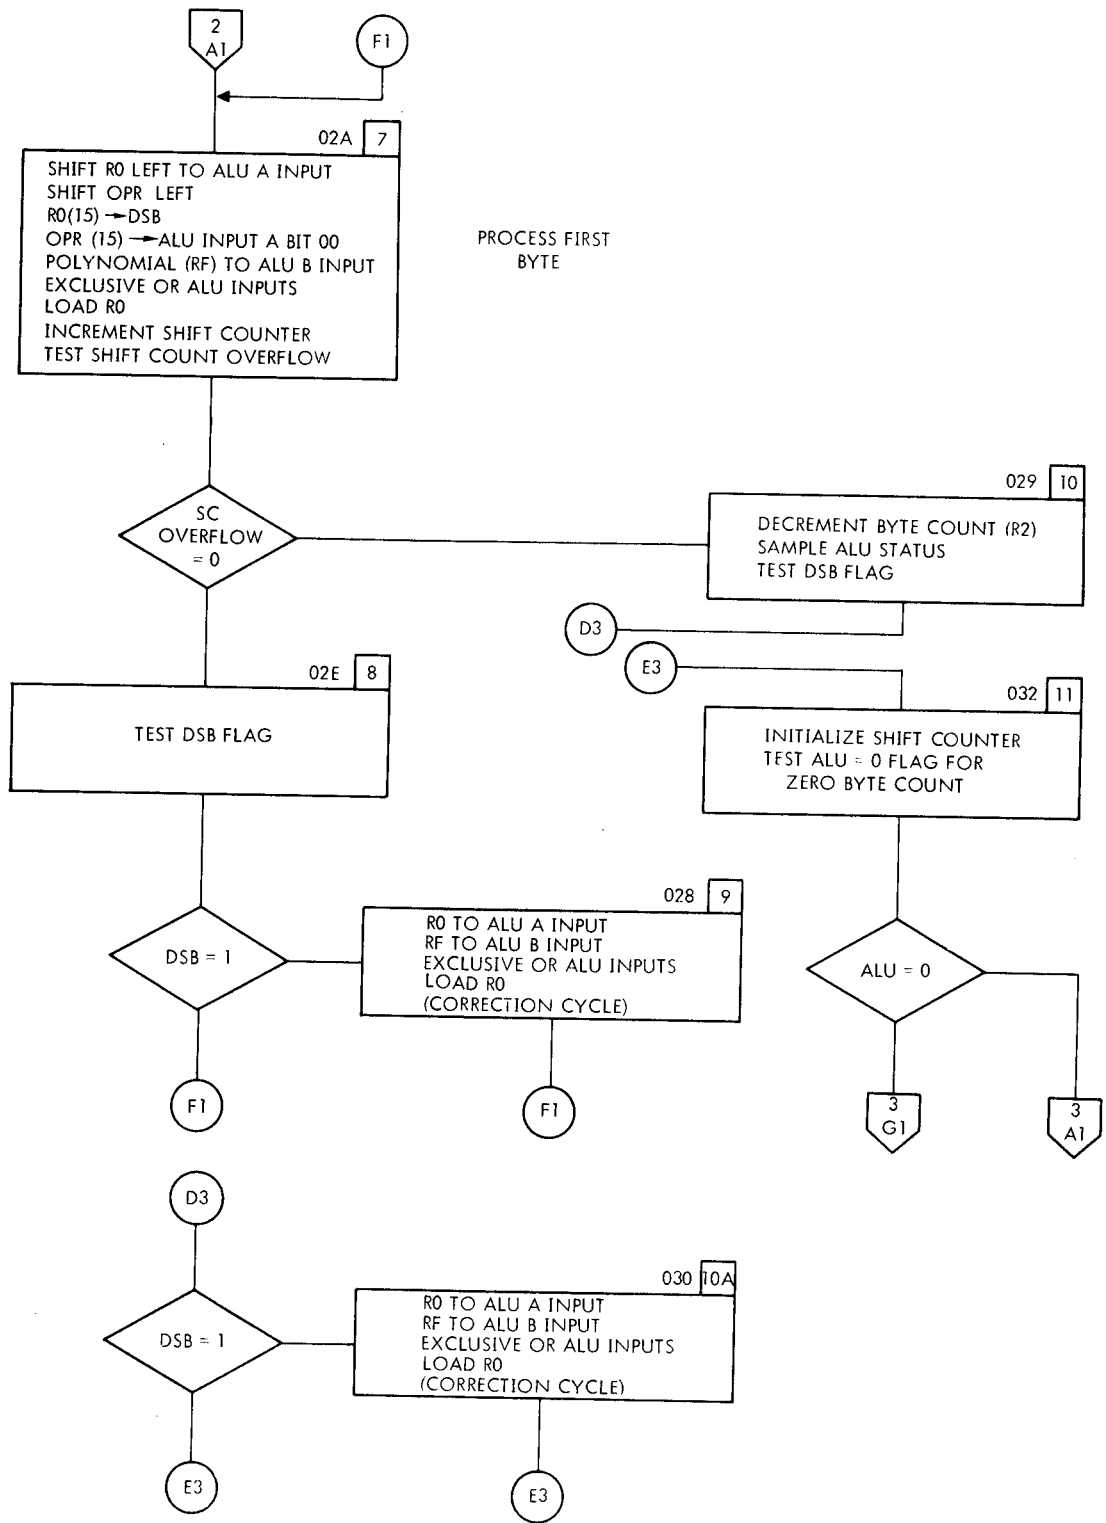 2
A1
F1
02A 7
SHIFT R0 LEFT TO ALU A INPUT
SHIFT OPR LEFT
R0(15) → DSB
OPR (15) → ALU INPUT A BIT 00
POLYNOMIAL (RF) TO ALU B INPUT
EXCLUSIVE OR ALU INPUTS
LOAD R0
INCREMENT SHIFT COUNTER
TEST SHIFT COUNT OVERFLOW
PROCESS FIRST
BYTE
SC
OVERFLOW
= 0
029 10
DECREMENT BYTE COUNT (R2)
SAMPLE ALU STATUS
TEST DSB FLAG
D3
E3
02E 8
TEST DSB FLAG
032 11
INITIALIZE SHIFT COUNTER
TEST ALU = 0 FLAG FOR
ZERO BYTE COUNT
DSB = 1
028 9
R0 TO ALU A INPUT
RF TO ALU B INPUT
EXCLUSIVE OR ALU INPUTS
LOAD R0
(CORRECTION CYCLE)
ALU = 0
F1
F1
3
G1
3
A1
D3
DSB = 1
030 10A
R0 TO ALU A INPUT
RF TO ALU B INPUT
EXCLUSIVE OR ALU INPUTS
LOAD R0
(CORRECTION CYCLE)
E3
E3